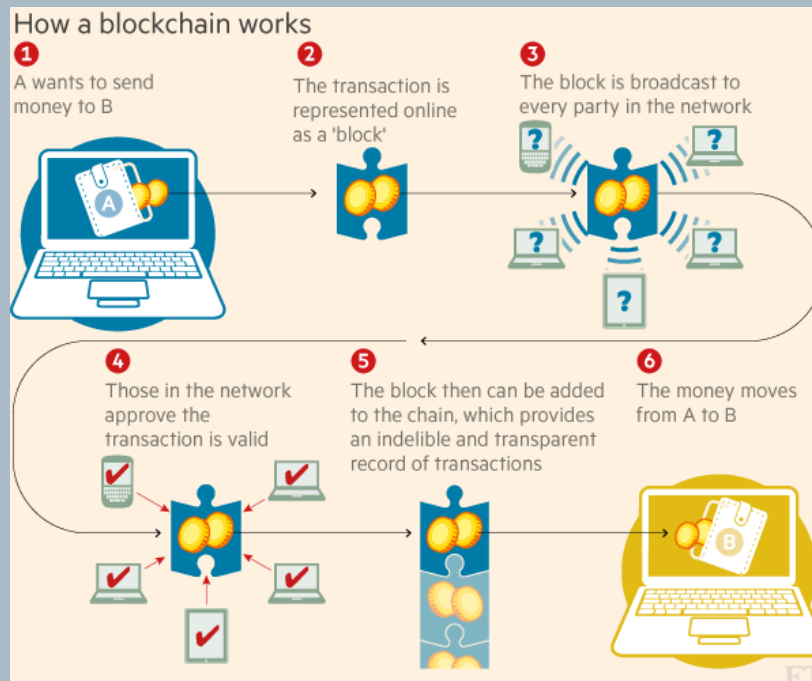 How a blockchain works
1
A wants to send
money to B
2
The transaction is
represented online
as a 'block'
3
The block is broadcast to
every party in the network
A
?
?
?
?
?
4
Those in the network
approve the
transaction is valid
5
The block then can be added
to the chain, which provides
an indelible and transparent
record of transactions
6
The money moves
from A to B
B
FT